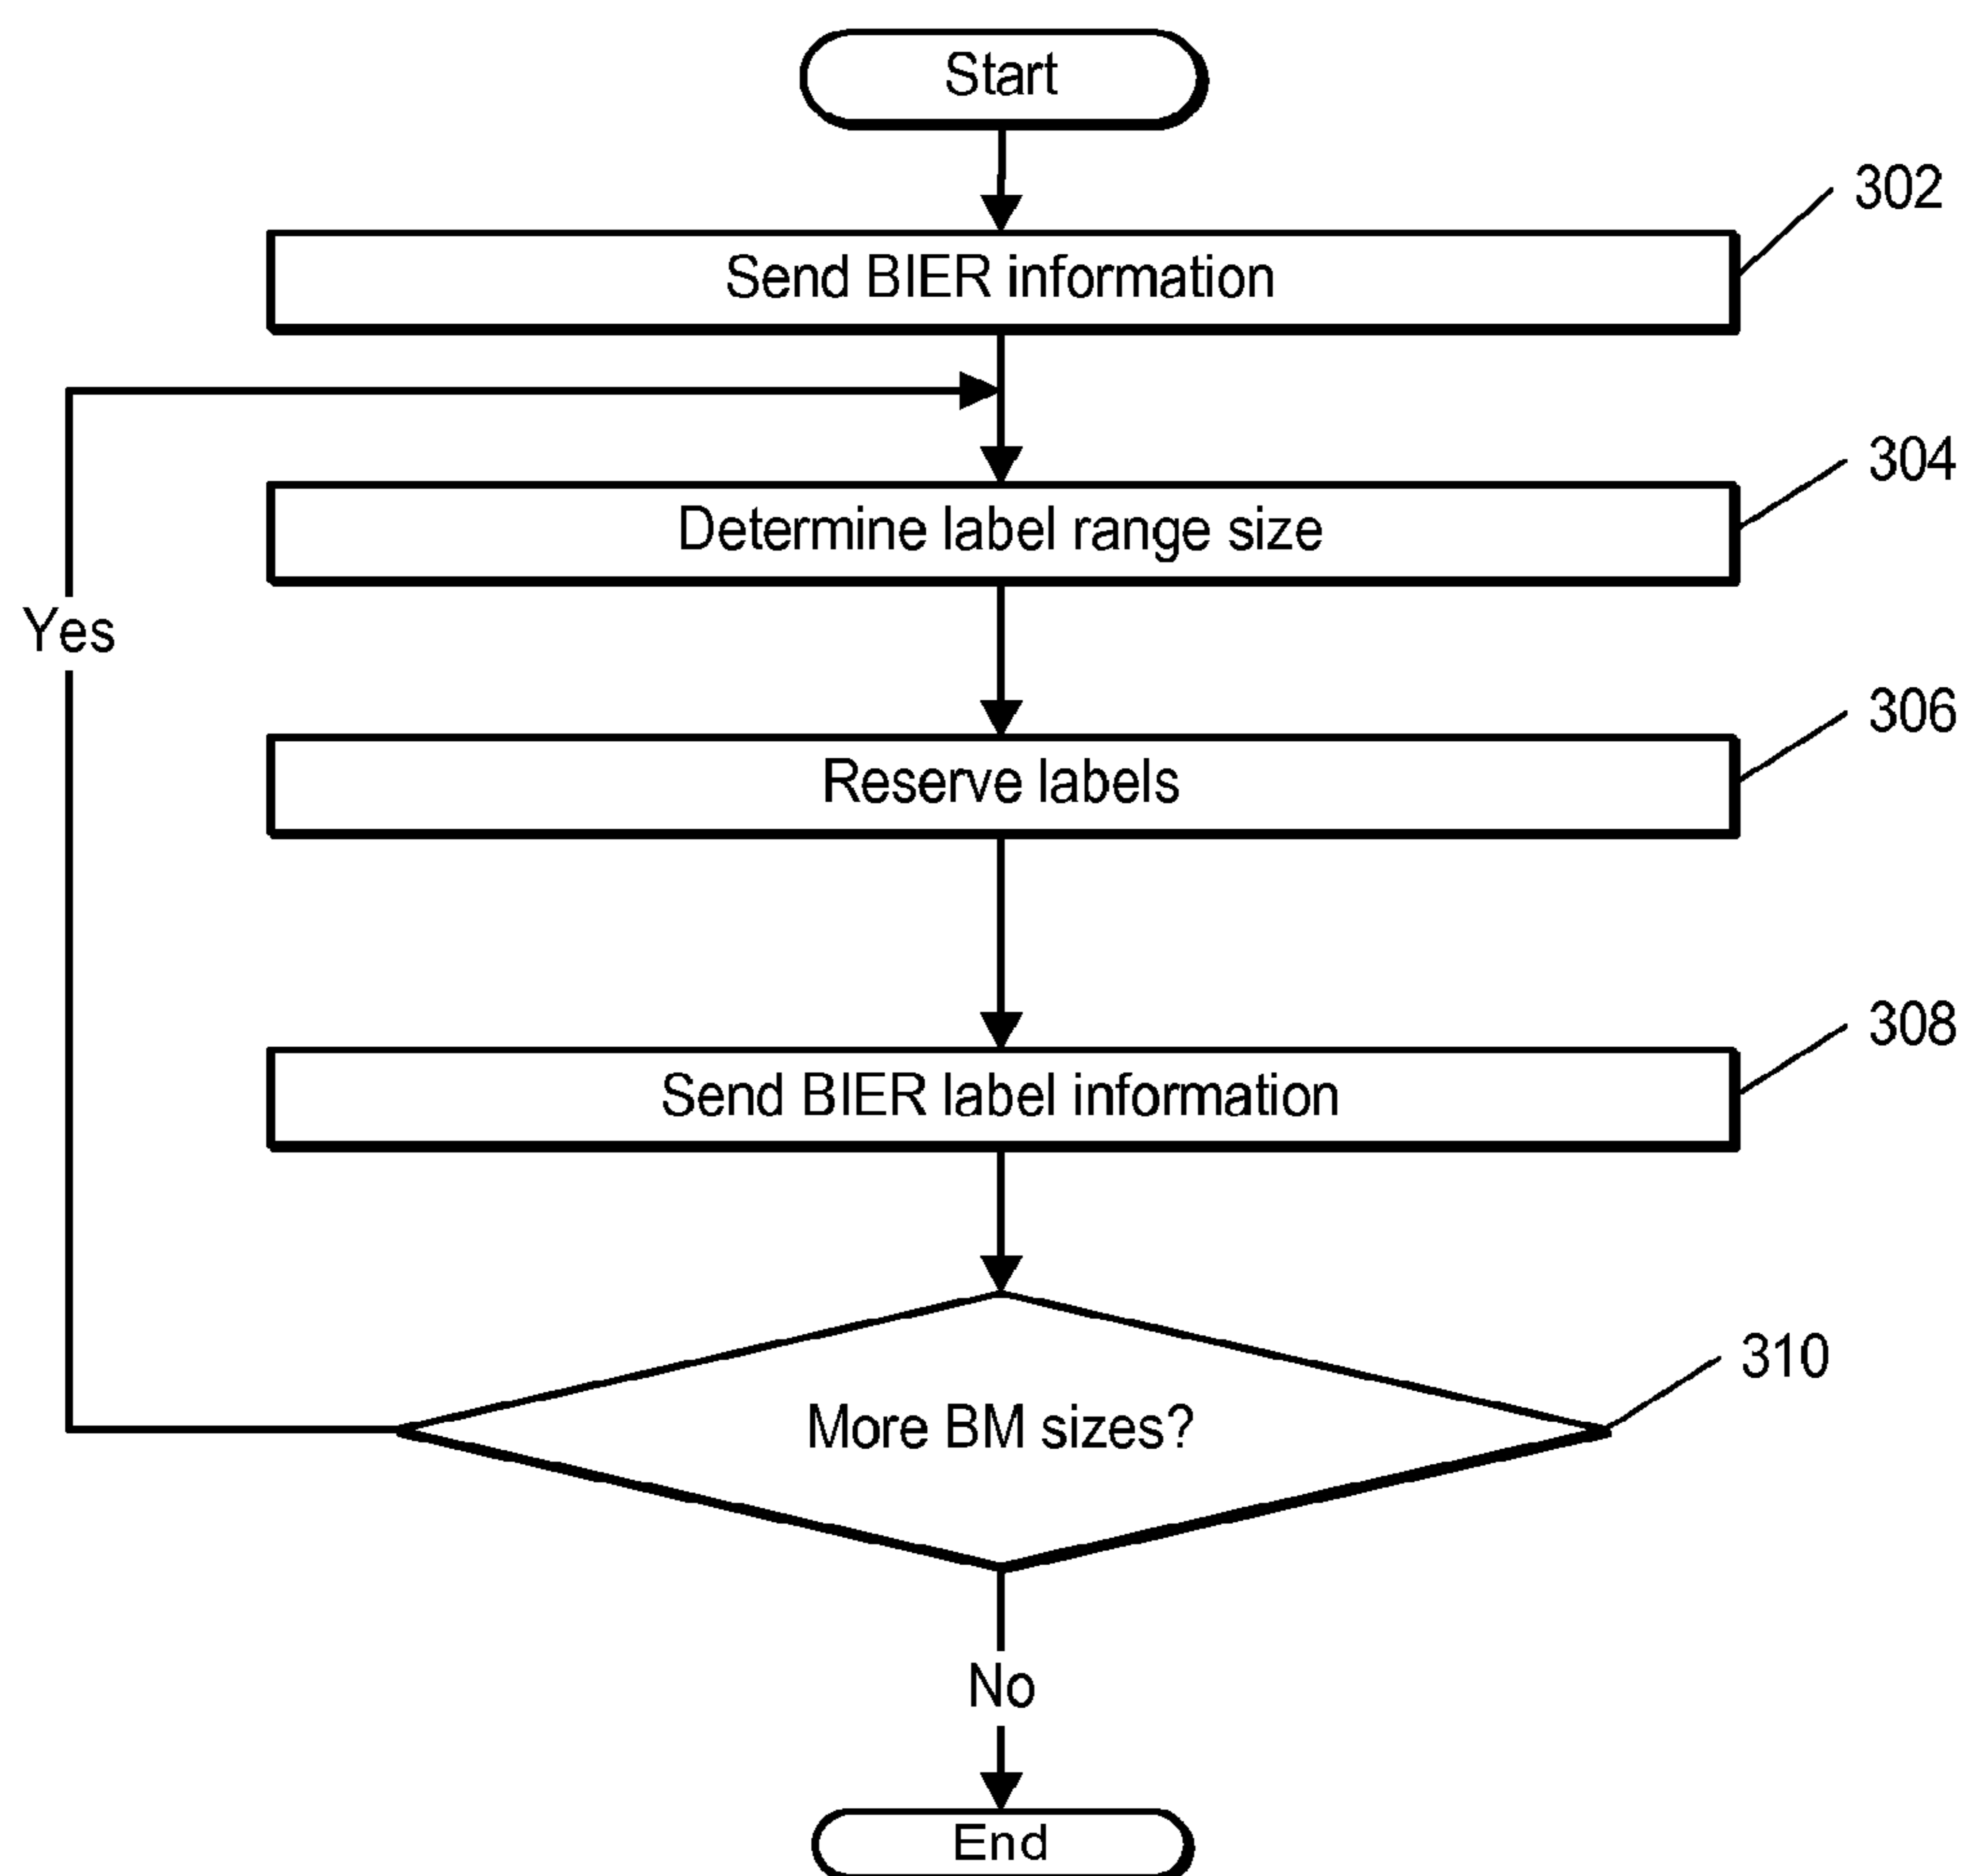 Start
302
Send BIER information
304
Determine label range size
Yes
306
Reserve labels
308
Send BIER label information
310
More BM sizes?
No
End